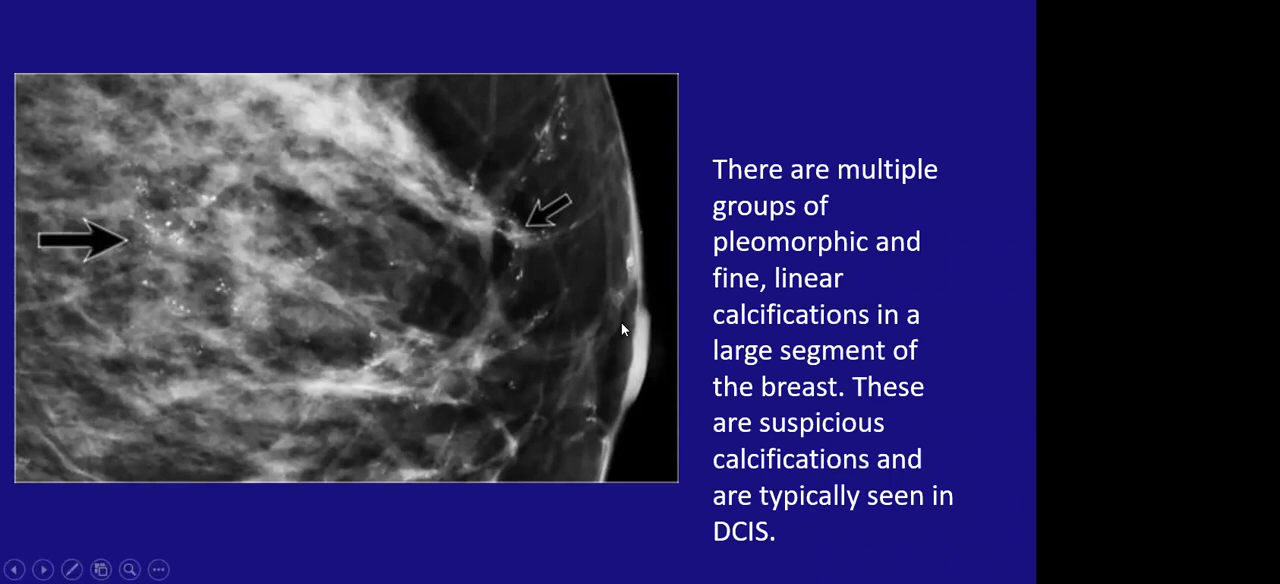 There are multiple
groups of
pleomorphic and
fine, linear
calcifications in a
large segment of
the breast. These
are suspicious
calcifications and
are typically seen in
DCIS.